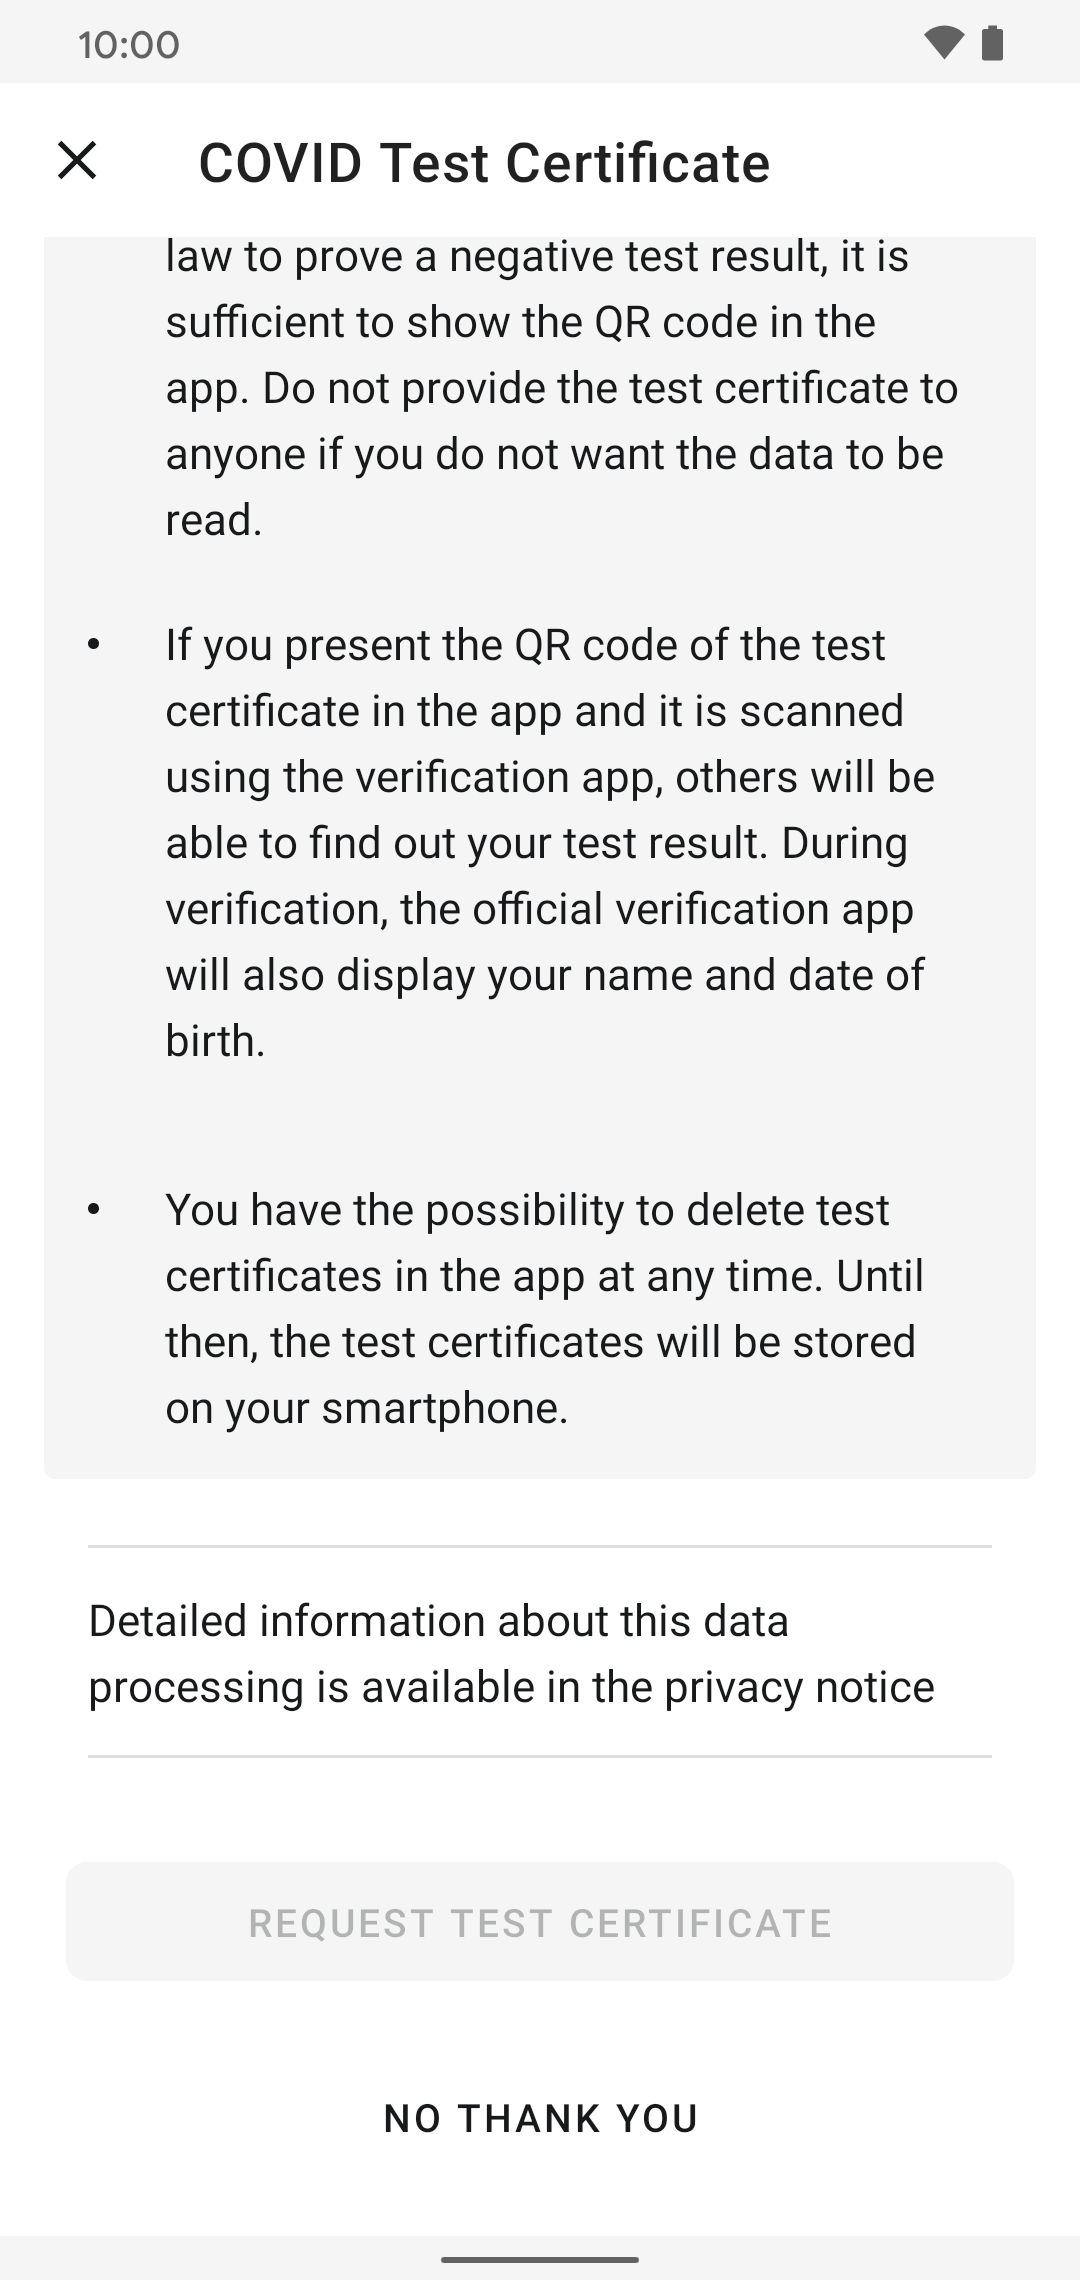 10:00
COVID Test Certificate
law to prove a negative test result, it is
sufficient to show the QR code in the
app. Do not provide the test certificate to
anyone if you do not want the data to be
read.
• If you present the QR code of the test
certificate in the app and it is scanned
using the verification app, others will be
able to find out your test result. During
verification, the official verification app
will also display your name and date of
birth.
• You have the possibility to delete test
certificates in the app at any time. Until
then, the test certificates will be stored
on your smartphone.
Detailed information about this data
processing is available in the privacy notice
REQUEST TEST CERTIFICATE
NO THANK YOU